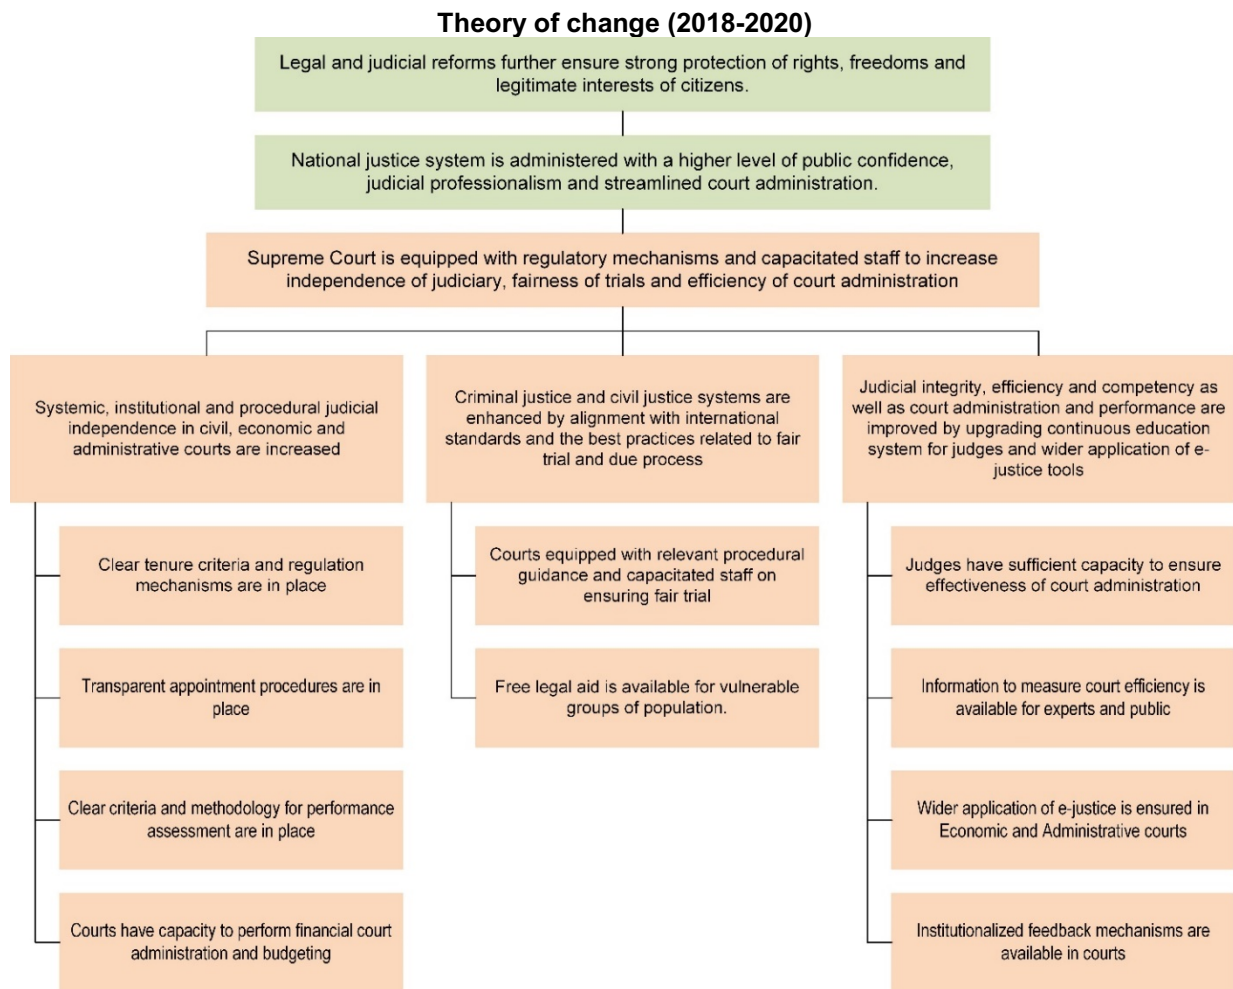 Theory of change (2018-2020)
Legal and judicial reforms further ensure strong protection of rights, freedoms and
legitimate interests of citizens.
National justice system is administered with a higher level of public confidence,
judicial professionalism and streamlined court administration.
Supreme Court is equipped with regulatory mechanisms and capacitated staff to increase
independence of judiciary, fairness of trials and efficiency of court administration
Systemic, institutional and procedural judicial
independence in civil, economic and
administrative courts are increased
Clear tenure criteria and regulation
mechanisms are in place
Transparent appointment procedures are in
place
Clear criteria and methodology for performance
assessment are in place
Courts have capacity to perform financial court
administration and budgeting
Criminal justice and civil justice systems are
enhanced by alignment with international
standards and the best practices related to fair
trial and due process
Courts equipped with relevant procedural
guidance and capacitated staff on
ensuring fair trial
Free legal aid is available for vulnerable
groups of population.
Judicial integrity, efficiency and competency as
well as court administration and performance are
improved by upgrading continuous education
system for judges and wider application of e-
justice tools
Judges have sufficient capacity to ensure
effectiveness of court administration
Information to measure court efficiency is
available for experts and public
Wider application of e-justice is ensured in
Economic and Administrative courts
Institutionalized feedback mechanisms are
available in courts